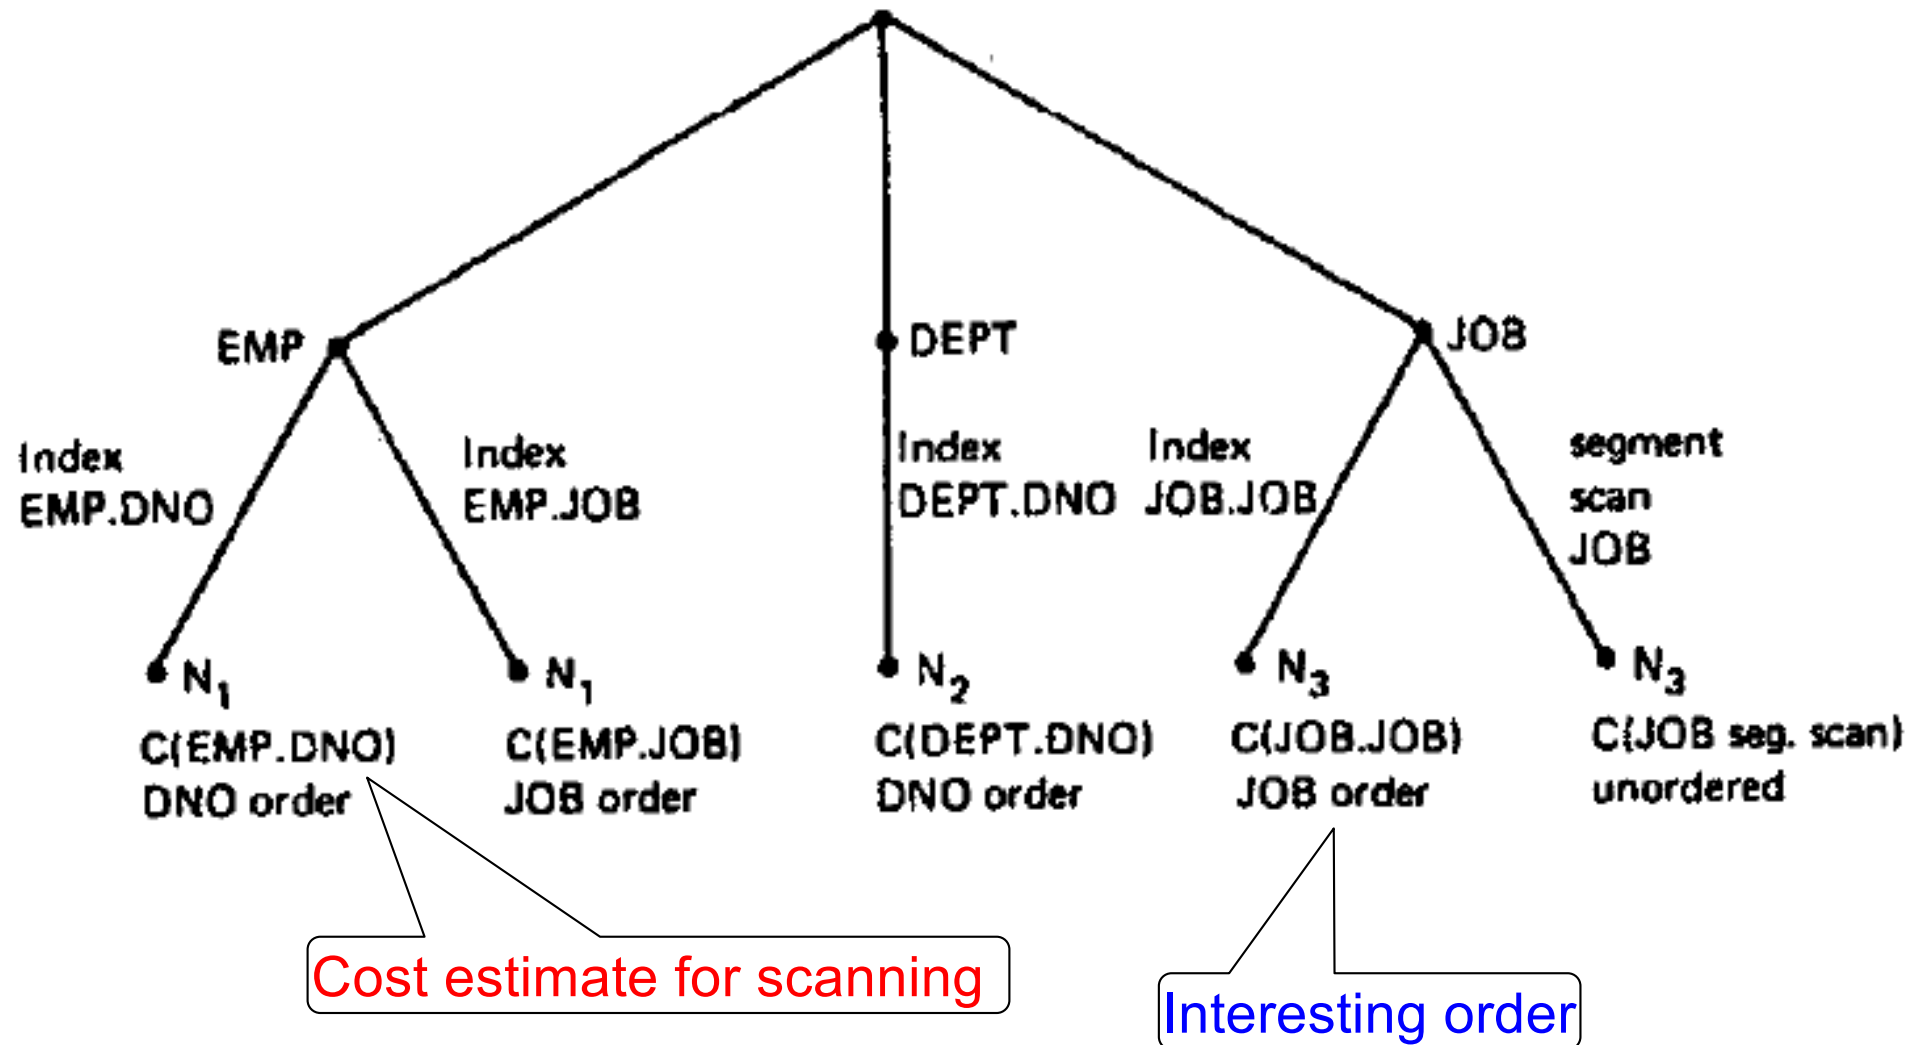 EMP
DEPT
JOB
Index
EMP.DNO
Index
EMP.JOB
Index
DEPT.DNO
Index
JOB.JOB
segment
scan
JOB
N1
C(EMP.DNO)
DNO order
N1
C(EMP.JOB)
JOB order
N2
C(DEPT.DNO)
DNO order
N3
C(JOB.JOB)
JOB order
N3
C(JOB seg. scan)
unordered
Cost estimate for scanning
Interesting order